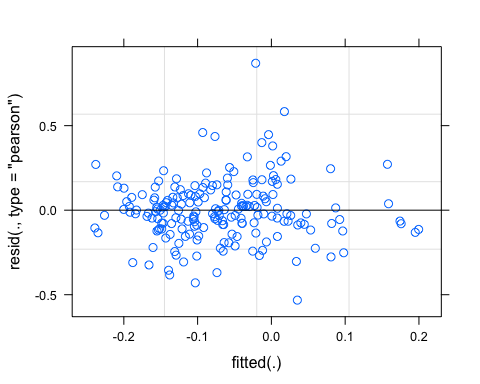 0.5
0.0
-0.5
resid(., type = "pearson")
-0.2 -0.1 0.0 0.1 0.2
fitted(.)